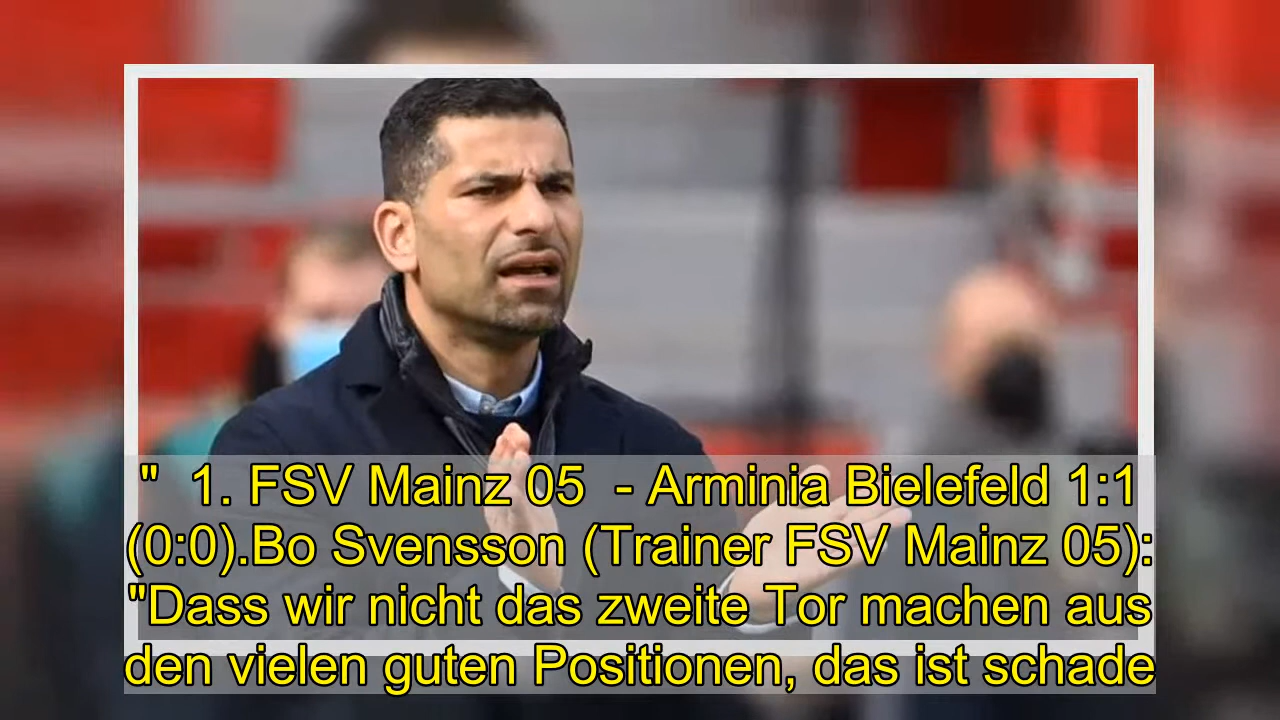 "  1. FSV Mainz 05  - Arminia Bielefeld 1:1
(0:0).Bo Svensson (Trainer FSV Mainz 05):
"Dass wir nicht das zweite Tor machen aus
den vielen guten Positionen, das ist schade